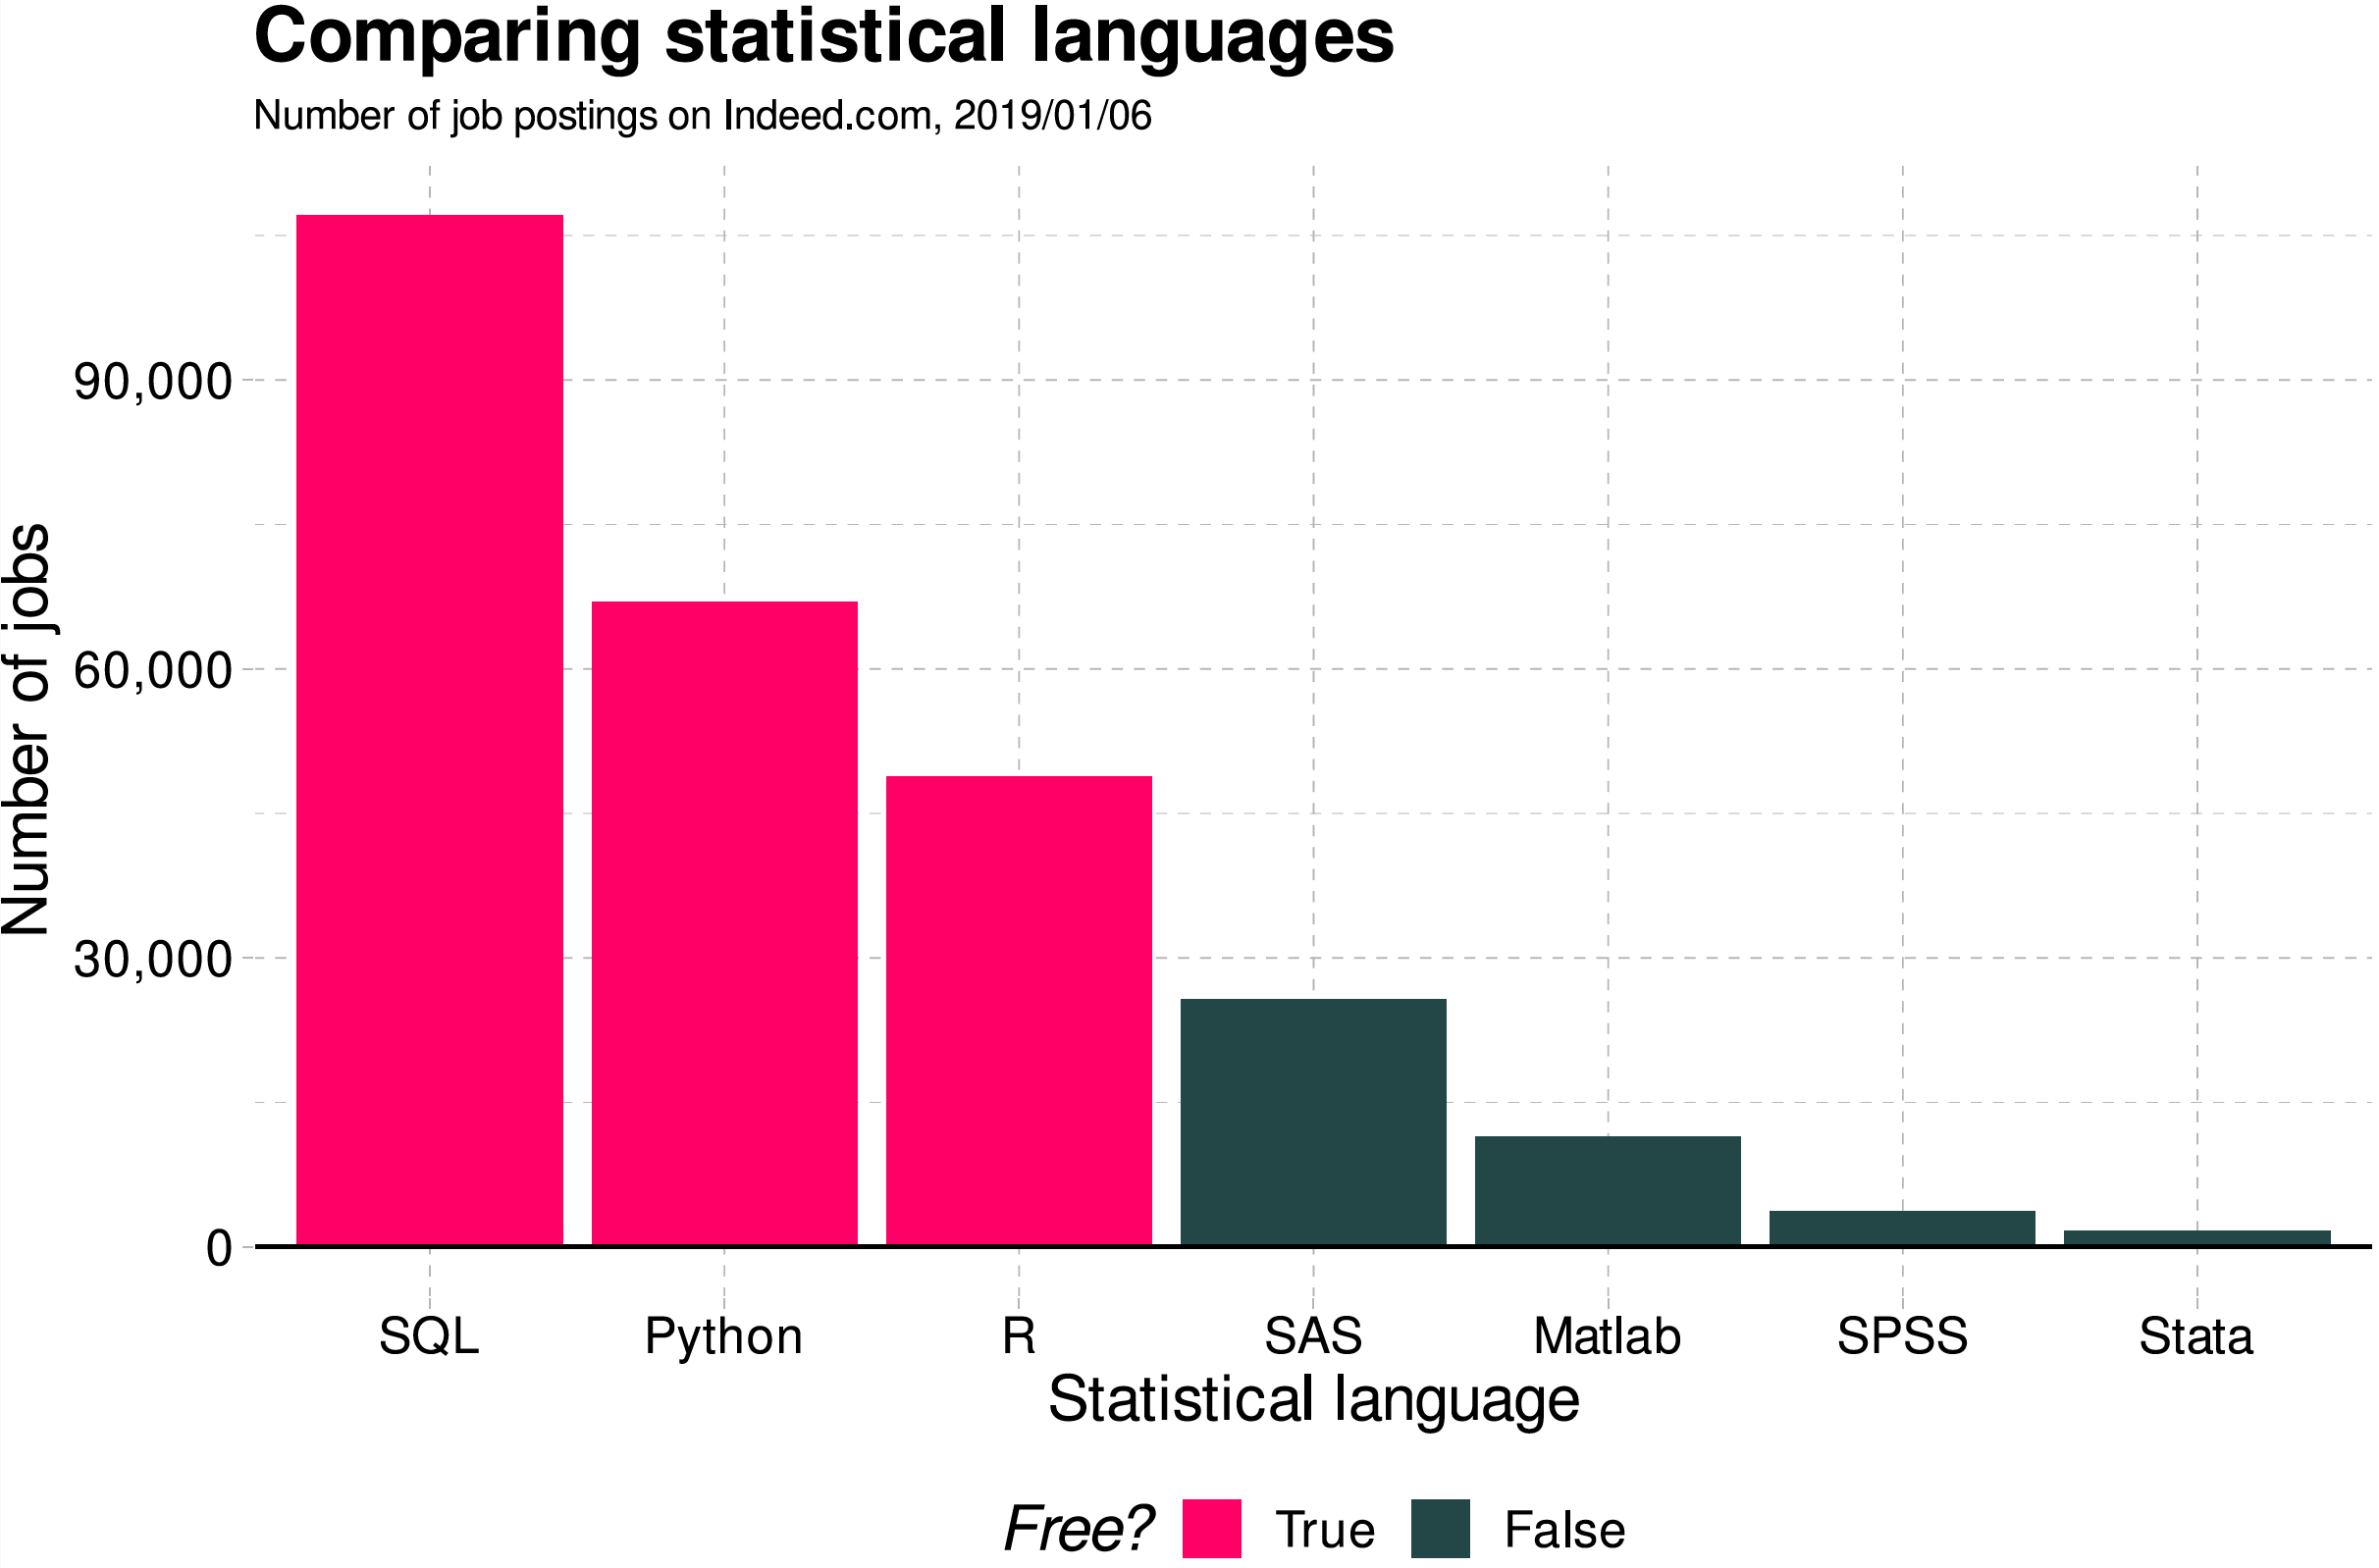 Comparing statistical languages
Number of job postings on Indeed.com, 2019/01/06
Number of jobs
90,000
60,000
30,000
0
SQL Python R SAS Matlab SPSS Stata
Statistical language
Free? True False